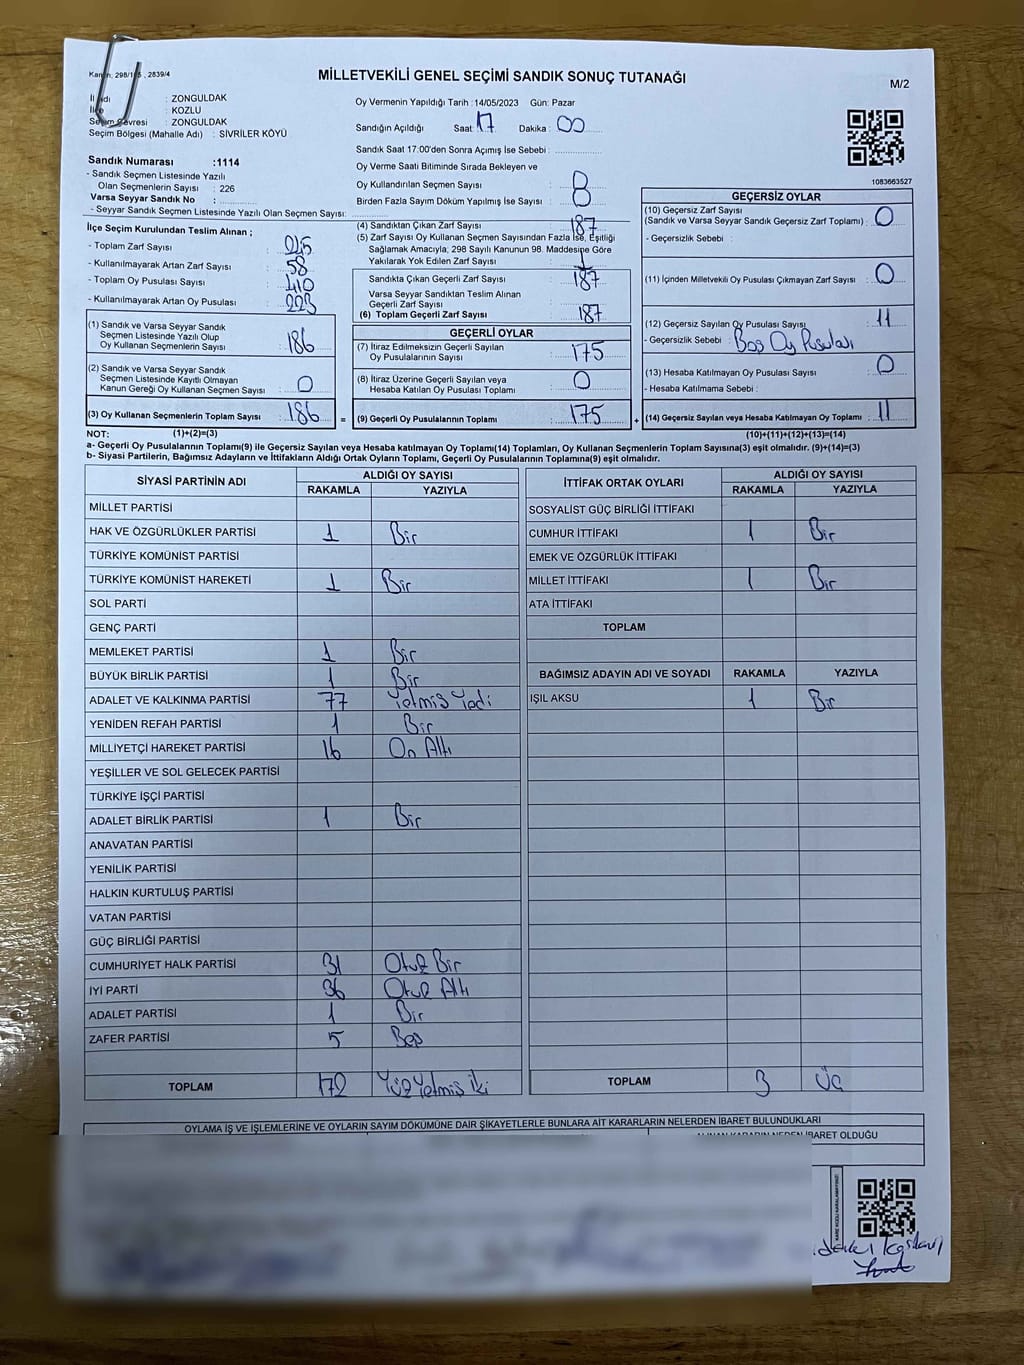 Kanun: 298/105 , 2839/4
MİLLETVEKİLİ GENEL SEÇİMİ SANDIK SONUÇ TUTANAĞI
M/2
İl Adı : ZONGULDAK
İlçe : KOZLU
Seçim Çevresi : ZONGULDAK
Seçim Bölgesi (Mahalle Adı) : SİVRİLER KÖYÜ
Oy Vermenin Yapıldığı Tarih :14/05/2023 Gün: Pazar
Sandığın Açıldığı Saat: 17 Dakika: 00
Sandık Saat 17:00'den Sonra Açımış İse Sebebi :
Oy Verme Saati Bitiminde Sırada Bekleyen ve
Oy Kullandırılan Seçmen Sayısı :
Birden Fazla Sayım Döküm Yapılmış İse Sayısı :
1083663527
Sandık Numarası :1114
- Sandık Seçmen Listesinde Yazılı
Olan Seçmenlerin Sayısı : 226
Varsa Seyyar Sandık No :
- Seyyar Sandık Seçmen Listesinde Yazılı Olan Seçmen Sayısı:
İlçe Seçim Kurulundan Teslim Alınan ;
- Toplam Zarf Sayısı :
- Kullanılmayarak Artan Zarf Sayısı : 58
- Toplam Oy Pusulası Sayısı : 410
- Kullanılmayarak Artan Oy Pusulası : 223
(1) Sandık ve Varsa Seyyar Sandık
Seçmen Listesinde Yazılı Olup
Oy Kullanan Seçmenlerin Sayısı : 186
(2) Sandık ve Varsa Seyyar Sandık
Seçmen Listesinde Kayıtlı Olmayan
Kanun Gereği Oy Kullanan Seçmen Sayısı : 0
(3) Oy Kullanan Seçmenlerin Toplam Sayısı : 186
(4) Sandıktan Çıkan Zarf Sayısı : 187
(5) Zarf Sayısı Oy Kullanan Seçmen Sayısından Fazla İse, Eşitliği
Sağlamak Amacıyla; 298 Sayılı Kanunun 98. Maddesine Göre
Yakılarak Yok Edilen Zarf Sayısı : 1
Sandıkta Çıkan Geçerli Zarf Sayısı : 187
Varsa Seyyar Sandıktan Teslim Alınan
Geçerli Zarf Sayısı :
(6) Toplam Geçerli Zarf Sayısı : 187
GEÇERLİ OYLAR
(7) İtiraz Edilmeksizin Geçerli Sayılan
Oy Pusulalarının Sayısı : 175
(8) İtiraz Üzerine Geçerli Sayılan veya
Hesaba Katılan Oy Pusulası Toplamı : 0
= (9) Geçerli Oy Pusulalarının Toplamı : 175
GEÇERSİZ OYLAR
(10) Geçersiz Zarf Sayısı
(Sandık ve Varsa Seyyar Sandık Geçersiz Zarf Toplamı) : 0
- Geçersizlik Sebebi :
(11) İçinden Milletvekili Oy Pusulası Çıkmayan Zarf Sayısı : 0
(12) Geçersiz Sayılan Oy Pusulası Sayısı : 11
- Geçersizlik Sebebi : Boş Oy Pusulası
(13) Hesaba Katılmayan Oy Pusulası Sayısı : 0
- Hesaba Katılmama Sebebi :
+ (14) Geçersiz Sayılan veya Hesaba Katılmayan Oy Toplamı : 11
NOT: (1)+(2)=(3) (10)+(11)+(12)+(13)=(14)
a- Geçerli Oy Pusulalarının Toplamı(9) ile Geçersiz Sayılan veya Hesaba katılmayan Oy Toplamı(14) Toplamları, Oy Kullanan Seçmenlerin Toplam Sayısına(3) eşit olmalıdır. (9)+(14)=(3)
b- Siyasi Partilerin, Bağımsız Adayların ve İttifakların Aldığı Ortak Oyların Toplamı, Geçerli Oy Pusulalarının Toplamına(9) eşit olmalıdır.
SİYASİ PARTİNİN ADI ALDIĞI OY SAYISI
RAKAMLA YAZIYLA
MİLLET PARTİSİ
HAK VE ÖZGÜRLÜKLER PARTİSİ 1 Bir
TÜRKİYE KOMÜNİST PARTİSİ
TÜRKİYE KOMÜNİST HAREKETİ 1 Bir
SOL PARTİ
GENÇ PARTİ
MEMLEKET PARTİSİ 1 Bir
BÜYÜK BİRLİK PARTİSİ 1 Bir
ADALET VE KALKINMA PARTİSİ 77 Yetmiş Yedi
YENİDEN REFAH PARTİSİ 1 Bir
MİLLİYETÇİ HAREKET PARTİSİ 16 On Altı
YEŞİLLER VE SOL GELECEK PARTİSİ
TÜRKİYE İŞÇİ PARTİSİ
ADALET BİRLİK PARTİSİ 1 Bir
ANAVATAN PARTİSİ
YENİLİK PARTİSİ
HALKIN KURTULUŞ PARTİSİ
VATAN PARTİSİ
GÜÇ BİRLİĞİ PARTİSİ
CUMHURİYET HALK PARTİSİ 31 Otuz Bir
İYİ PARTİ 36 Otuz Altı
ADALET PARTİSİ 1 Bir
ZAFER PARTİSİ 5 Beş
TOPLAM 172 Yüz Yetmiş iki
İTTİFAK ORTAK OYLARI ALDIĞI OY SAYISI
RAKAMLA YAZIYLA
SOSYALİST GÜÇ BİRLİĞİ İTTİFAKI
CUMHUR İTTİFAKI 1 Bir
EMEK VE ÖZGÜRLÜK İTTİFAKI
MİLLET İTTİFAKI 1 Bir
ATA İTTİFAKI
TOPLAM
BAĞIMSIZ ADAYIN ADI VE SOYADI RAKAMLA YAZIYLA
IŞIL AKSU 1 Bir
TOPLAM 3 Üç
OYLAMA İŞ VE İŞLEMLERİNE VE OYLARIN SAYIM DÖKÜMÜNE DAİR ŞİKAYETLERLE BUNLARA AİT KARARLARIN NELERDEN İBARET BULUNDUKLARI
ALINAN KARARIN NEDEN İBARET OLDUĞU
KARE KODU KARALAMAYINIZ!